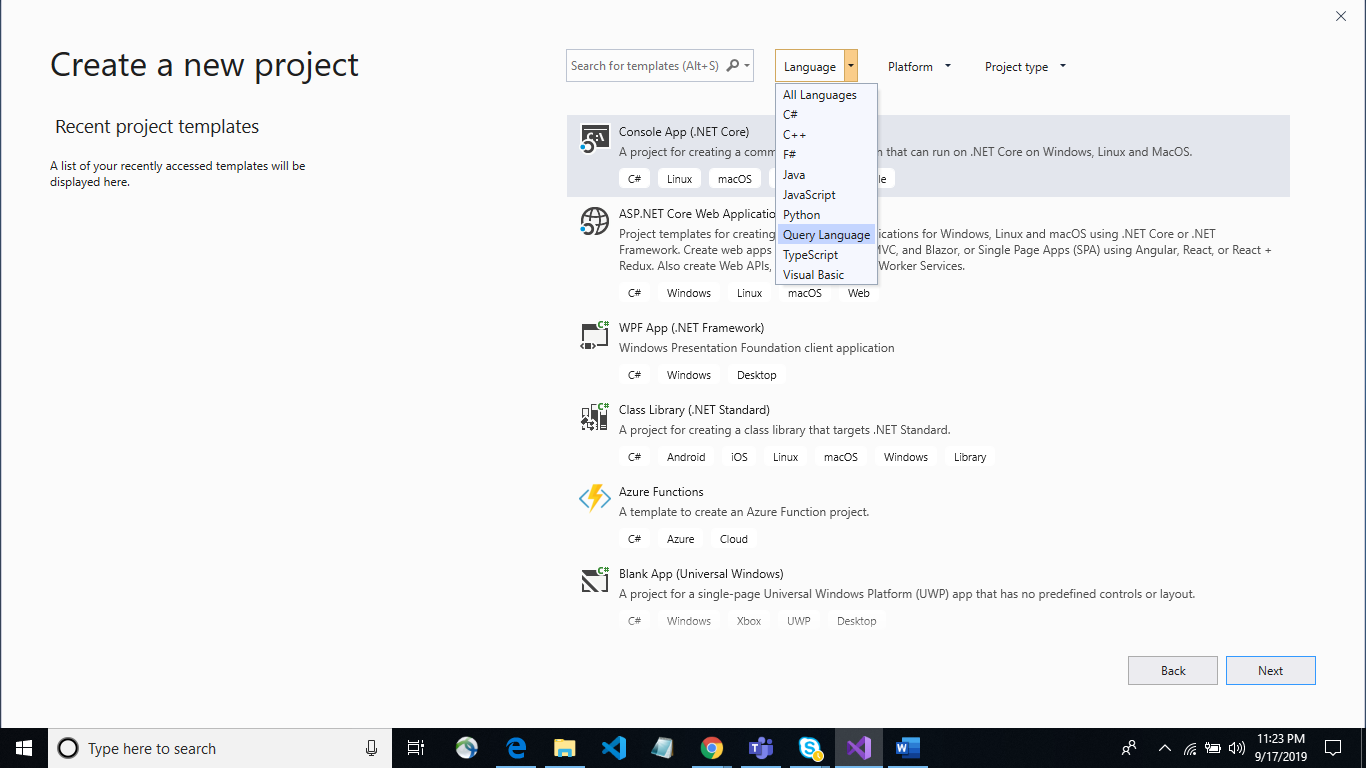 Create a new project
Recent project templates
A list of your recently accessed templates will be
displayed here.
Search for templates (Alt+S)
Language
Platform
Project type
All Languages
C#
C++
F#
Java
JavaScript
Python
Query Language
TypeScript
Visual Basic
Console App (.NET Core)
A project for creating a that can run on .NET Core on Windows, Linux and MacOS.
C# Linux macOS
ASP.NET Core Web
Project templates for creating for Windows, Linux and macOS using .NET Core or .NET
Framework. Create web apps MVC, and Blazor, or Single Page Apps (SPA) using Angular, React, or React +
Redux. Also create Web APIs, Worker Services.
C# Windows Linux macOS Web
WPF App (.NET Framework)
Windows Presentation Foundation client application
C# Windows Desktop
Class Library (.NET Standard)
A project for creating a class library that targets .NET Standard.
C# Android iOS Linux macOS Windows Library
Azure Functions
A template to create an Azure Function project.
C# Azure Cloud
Blank App (Universal Windows)
A project for a single-page Universal Windows Platform (UWP) app that has no predefined controls or layout.
C# Windows Xbox UWP Desktop
Back
Next
Type here to search
11:23 PM
9/17/2019